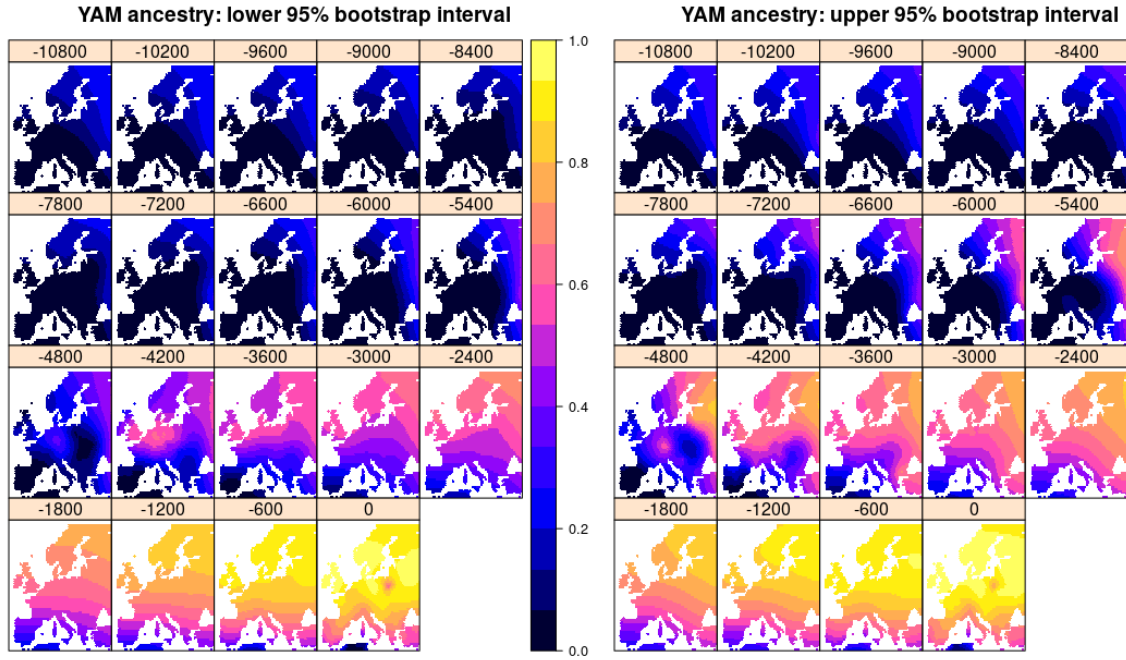 YAM ancestry: lower 95% bootstrap interval
-10800 -10200 -9600 -9000 -8400
-7800 -7200 -6600 -6000 -5400
-4800 -4200 -3600 -3000 -2400
-1800 -1200 -600 0
1.0
0.8
0.6
0.4
0.2
0.0
YAM ancestry: upper 95% bootstrap interval
-10800 -10200 -9600 -9000 -8400
-7800 -7200 -6600 -6000 -5400
-4800 -4200 -3600 -3000 -2400
-1800 -1200 -600 0